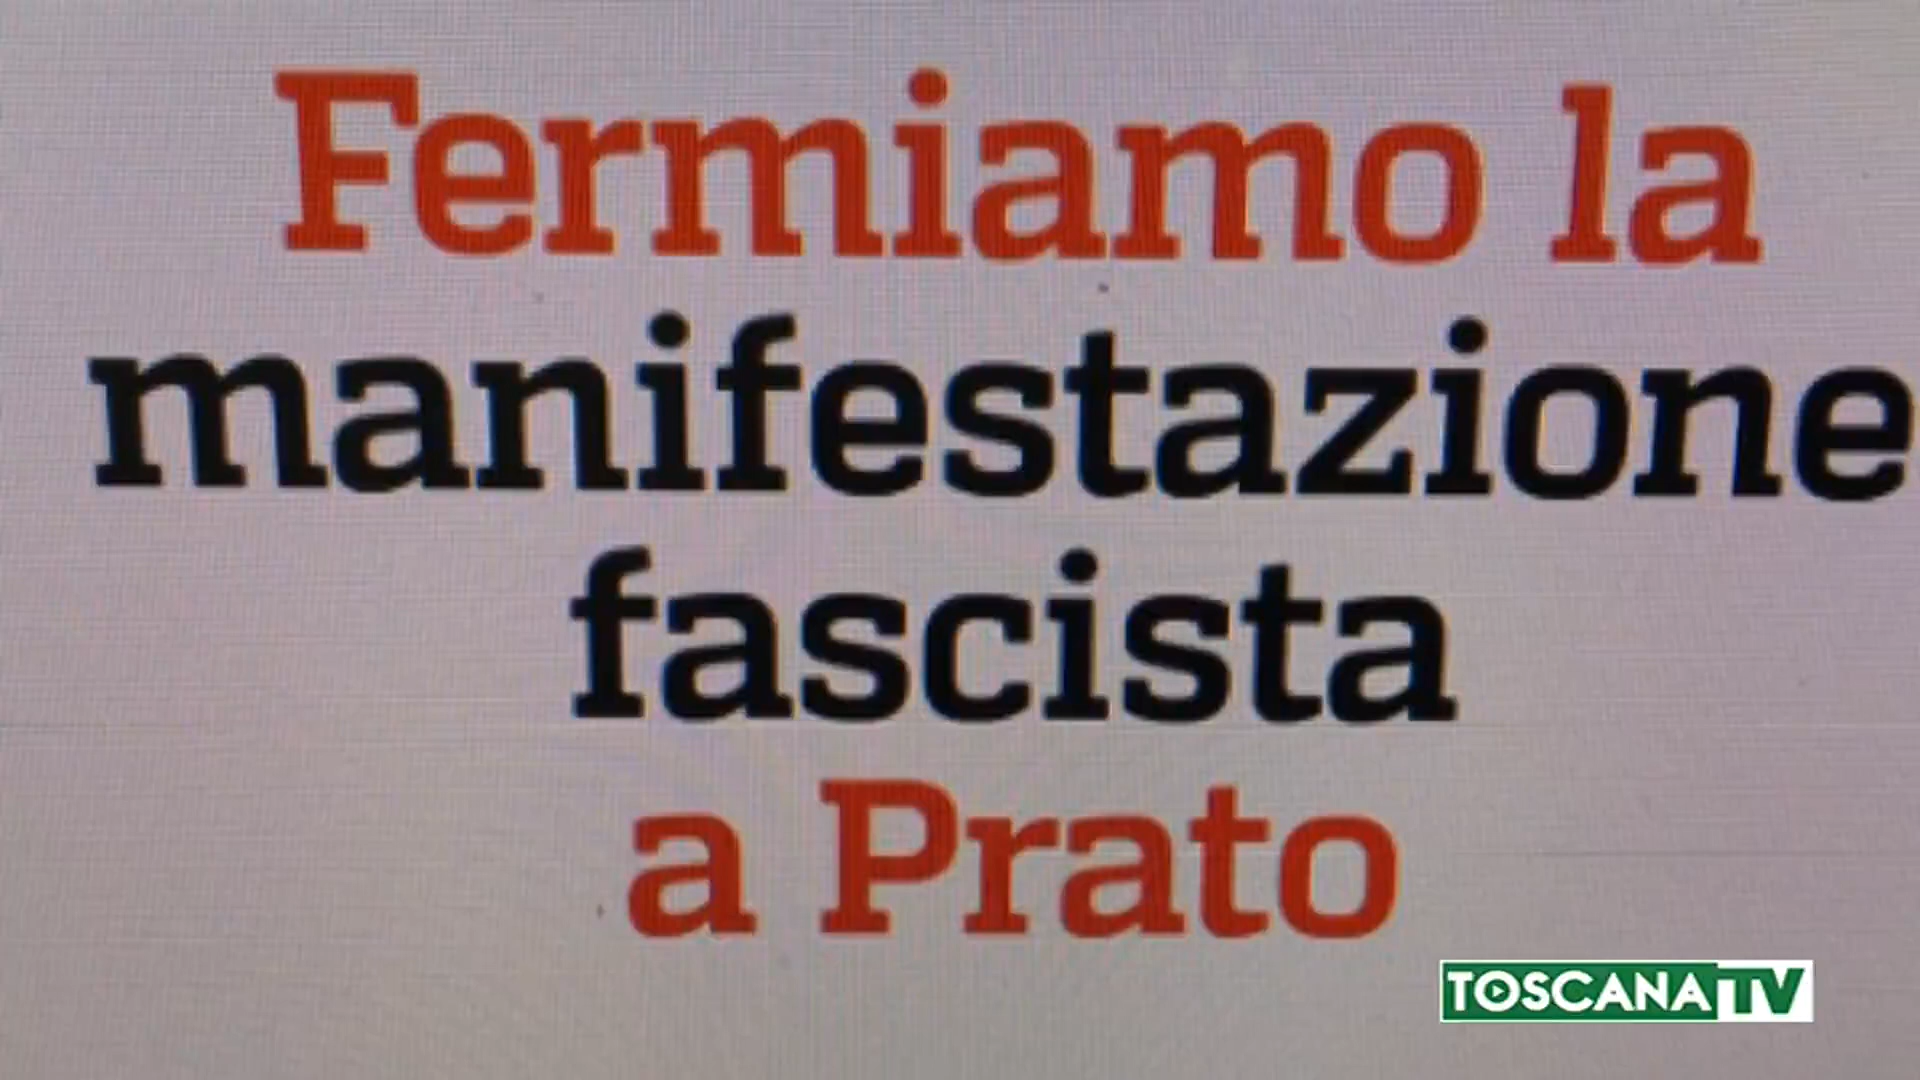 Fermiamo la
manifestazione
fascista
a Prato
TOSCANA TV